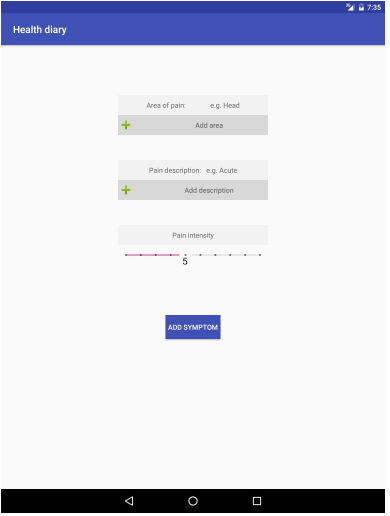 7:35
Health diary
Area of pain: e.g. Head
Add area
Pain description: e.g. Acute
Add description
Pain intensity
5
ADD SYMPTOM